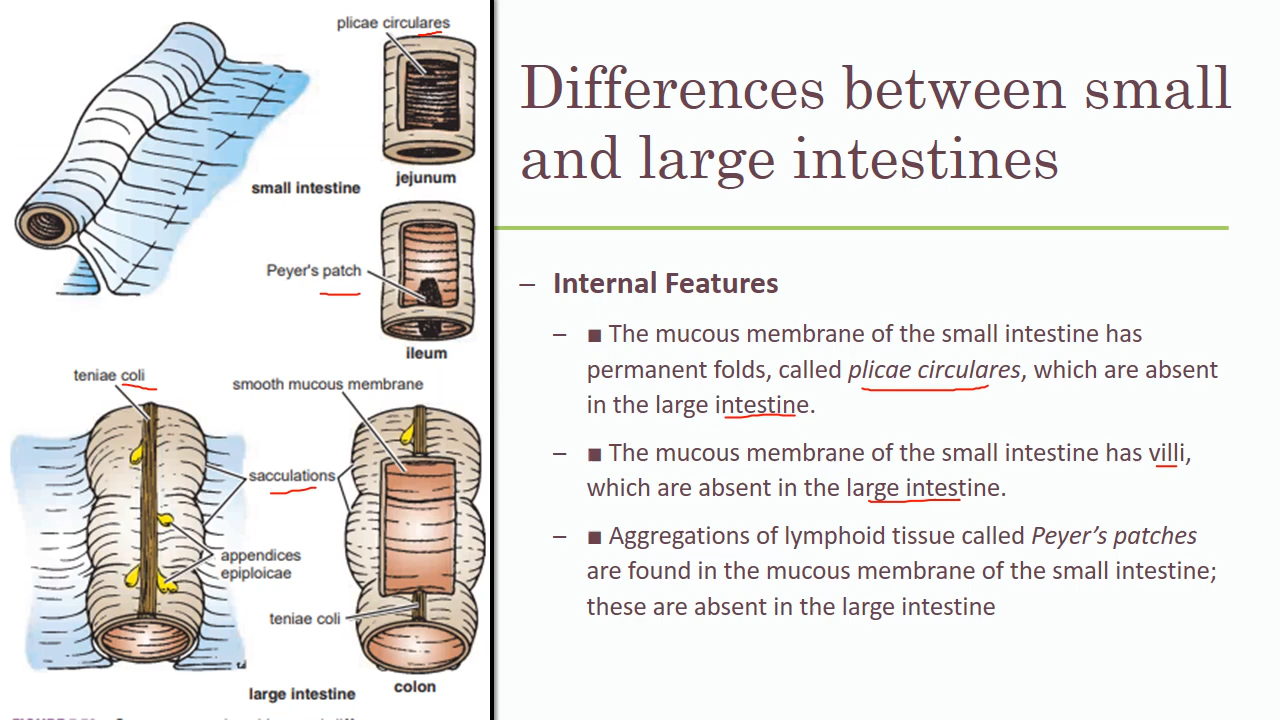 plicae circulares
small intestine
jejunum
Peyer's patch
ileum
teniae coli
smooth mucous membrane
sacculations
appendices
epiploicae
teniae coli
large intestine
colon
Differences between small
and large intestines
– Internal Features
– ■ The mucous membrane of the small intestine has
permanent folds, called plicae circulares, which are absent
in the large intestine.
– ■ The mucous membrane of the small intestine has villi,
which are absent in the large intestine.
– ■ Aggregations of lymphoid tissue called Peyer’s patches
are found in the mucous membrane of the small intestine;
these are absent in the large intestine